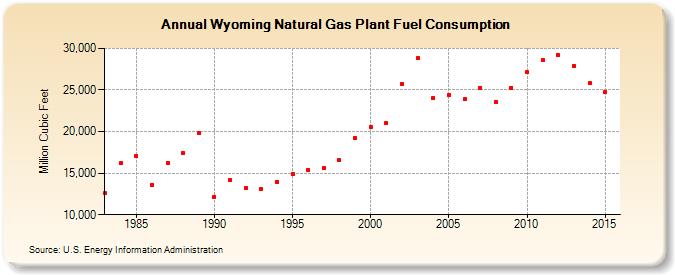 Annual Wyoming Natural Gas Plant Fuel Consumption
Million Cubic Feet
30,000
25,000
20,000
15,000
10,000
1985 1990 1995 2000 2005 2010 2015
Source: U.S. Energy Information Administration